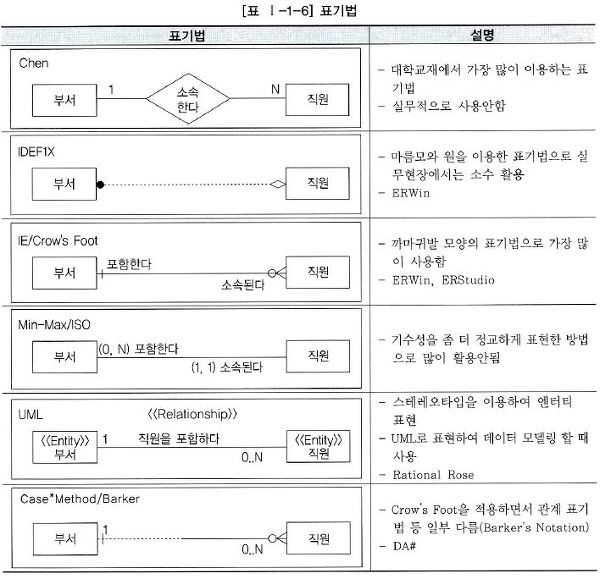 [표 Ⅰ-1-6] 표기법
표기법
설명
Chen
부서
1
소속
한다
N
직원
- 대학교재에서 가장 많이 이용하는 표
기법
- 실무적으로 사용안함
IDEF1X
부서
직원
- 마름모와 원을 이용한 표기법으로 실
무현장에서는 소수 활용
- ERWin
IE/Crow's Foot
부서
포함한다
소속된다
직원
- 까마귀발 모양의 표기법으로 가장 많
이 사용함
- ERWin, ERStudio
Min-Max/ISO
부서
(0, N) 포함한다
(1, 1) 소속된다
직원
- 기수성을 좀 더 정교하게 표현한 방법
으로 많이 활용안됨
UML
<<Relationship>>
<<Entity>>
부서
1
직원을 포함하다
0..N
<<Entity>>
직원
- 스테레오타입을 이용하여 엔터티
표현
- UML로 표현하여 데이터 모델링 할 때
사용
- Rational Rose
Case*Method/Barker
부서
1
0..N
직원
- Crow's Foot을 적용하면서 관계 표기
법 등 일부 다름(Barker's Notation)
- DA#